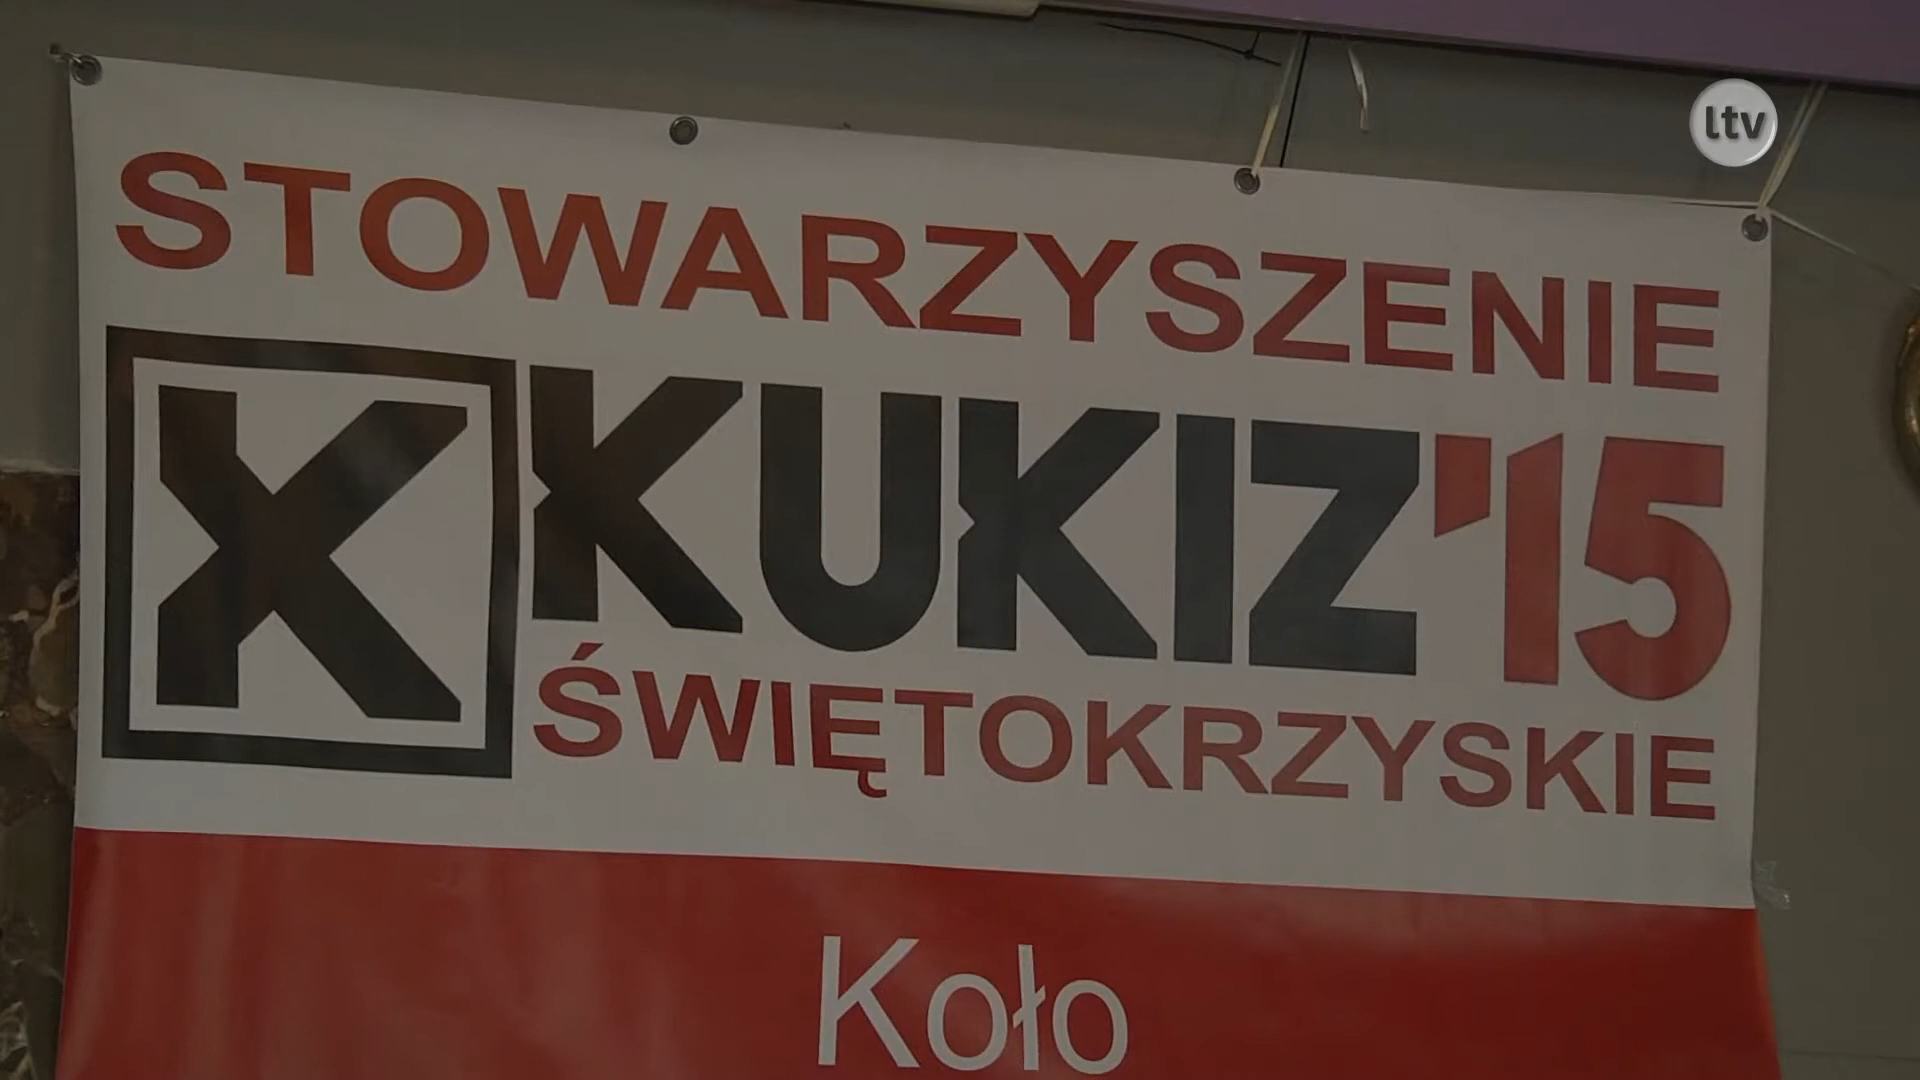 ltv
STOWARZYSZENIE
K KUKIZ'15
ŚWIĘTOKRZYSKIE
Koło